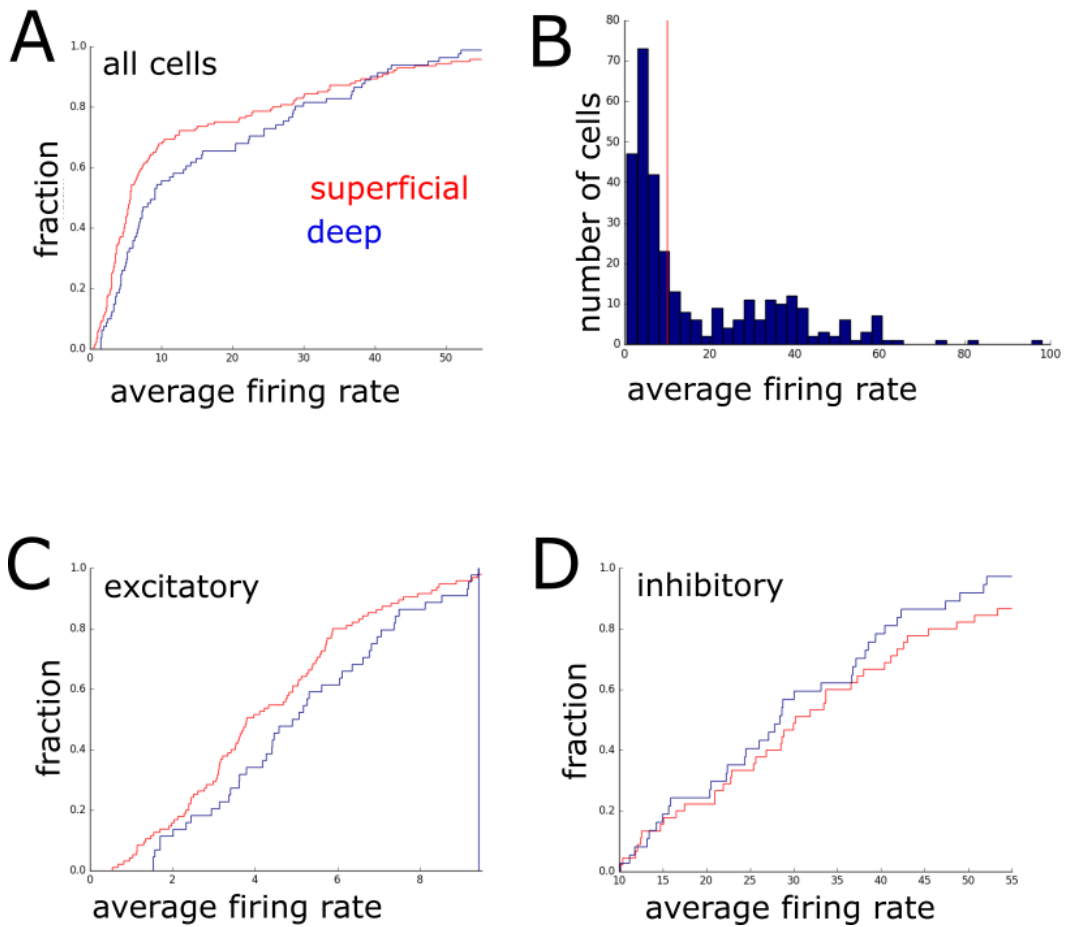 A
all cells
1.0
0.8
0.6
0.4
0.2
0.0
fraction
superficial
deep
0 10 20 30 40 50
average firing rate
B
80
70
60
50
40
30
20
10
0
number of cells
0 20 40 60 80 100
average firing rate
C
excitatory
1.0
0.8
0.6
0.4
0.2
0.0
fraction
0 2 4 6 8
average firing rate
D
inhibitory
1.0
0.8
0.6
0.4
0.2
0.0
fraction
10 15 20 25 30 35 40 45 50 55
average firing rate